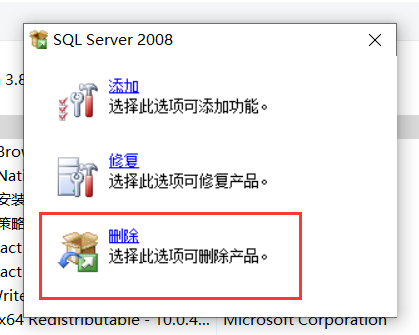 SQL Server 2008
3.8
添加
选择此选项可添加功能。
Brow
Nati
修复
选择此选项可修复产品。
安装
策略
删除
选择此选项可删除产品。
act
act
Write
x64 Redistributable - 10.0.4... Microsoft Corporation